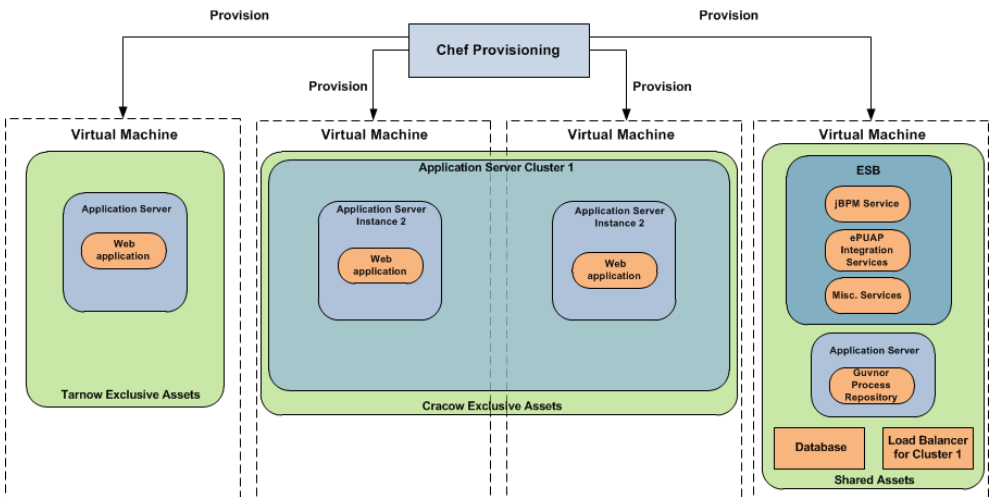 Provision
Provision
Chef Provisioning
Provision
Provision
Virtual Machine
Virtual Machine
Virtual Machine
Virtual Machine
Application Server
Web
application
Tarnow Exclusive Assets
Application Server Cluster 1
Application Server
Instance 2
Web
application
Application Server
Instance 2
Web
application
Cracow Exclusive Assets
ESB
jBPM Service
ePUAP
Integration
Services
Misc. Services
Application Server
Guvnor
Process
Repository
Database
Load Balancer
for Cluster 1
Shared Assets